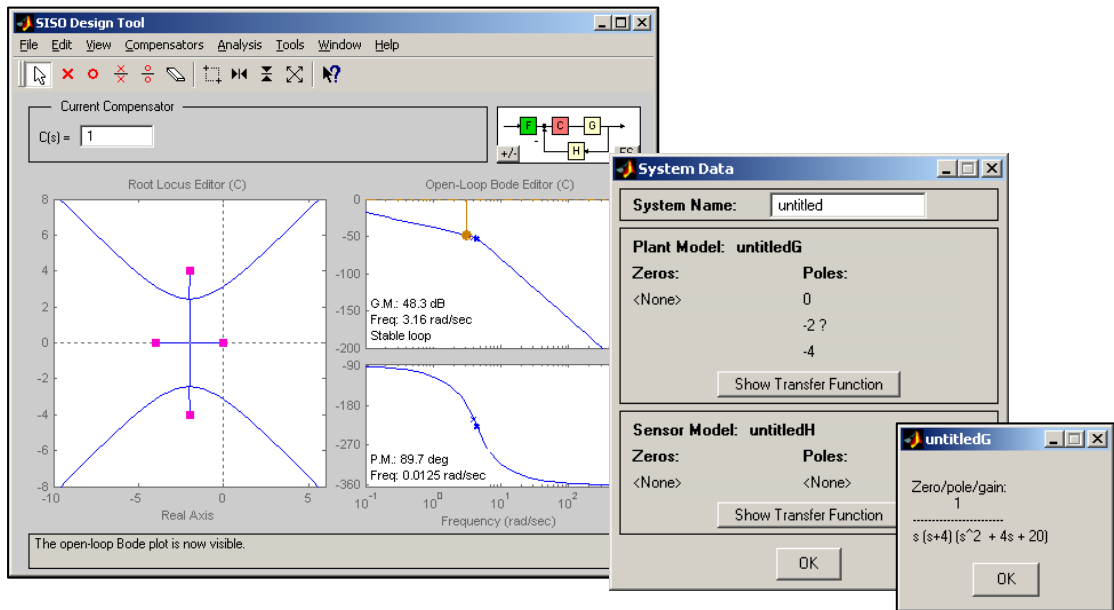 SISO Design Tool
File Edit View Compensators Analysis Tools Window Help
Current Compensator
C(s) = 1
F C G
H
+/-
FS
Root Locus Editor (C)
8
6
4
2
0
-2
-4
-6
-8
-10 -5 0 5
Real Axis
Open-Loop Bode Editor (C)
0
-50
-100
-150
-200
G.M.: 48.3 dB
Freq: 3.16 rad/sec
Stable loop
-90
-180
-270
-360
P.M.: 89.7 deg
Freq: 0.0125 rad/sec
10^-1 10^0 10^1 10^2
Frequency (rad/sec)
The open-loop Bode plot is now visible.
System Data
System Name: untitled
Plant Model: untitledG
Zeros: Poles:
<None> 0
-2 ?
-4
Show Transfer Function
Sensor Model: untitledH
Zeros: Poles:
<None> <None>
Show Transfer Function
OK
untitledG
Zero/pole/gain:
1
------------------------
s (s+4) (s^2 + 4s + 20)
OK